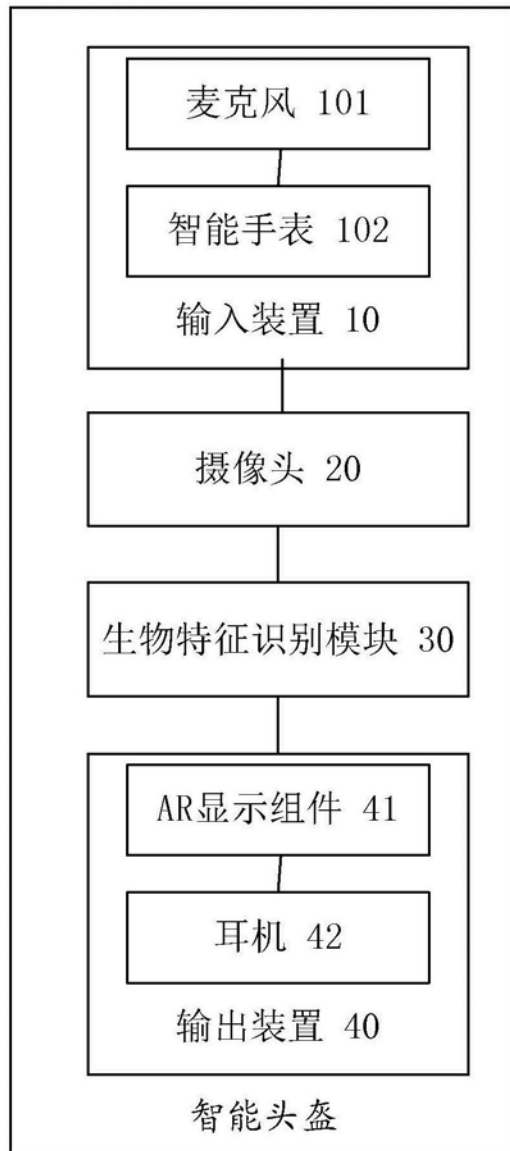 麦克风 101
智能手表 102
输入装置 10
摄像头 20
生物特征识别模块 30
AR显示组件 41
耳机 42
输出装置 40
智能头盔